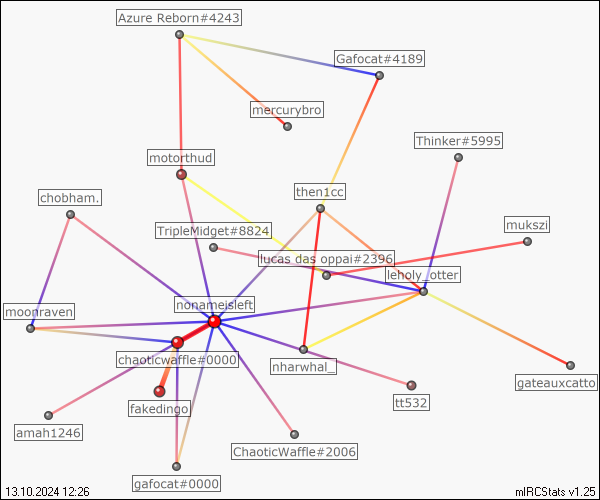 Azure Reborn#4243
Gafocat#4189
mercurybro
Thinker#5995
motorthud
then1cc
chobham.
mukszi
TripleMidget#8824
lucas das oppai#2396
leholy_otter
nonameisleft
moonraven
chaoticwaffle#0000
nharwhal_
gateauxcatto
tt532
fakedingo
amah1246
ChaoticWaffle#2006
gafocat#0000
13.10.2024 12:26
mIRCStats v1.25